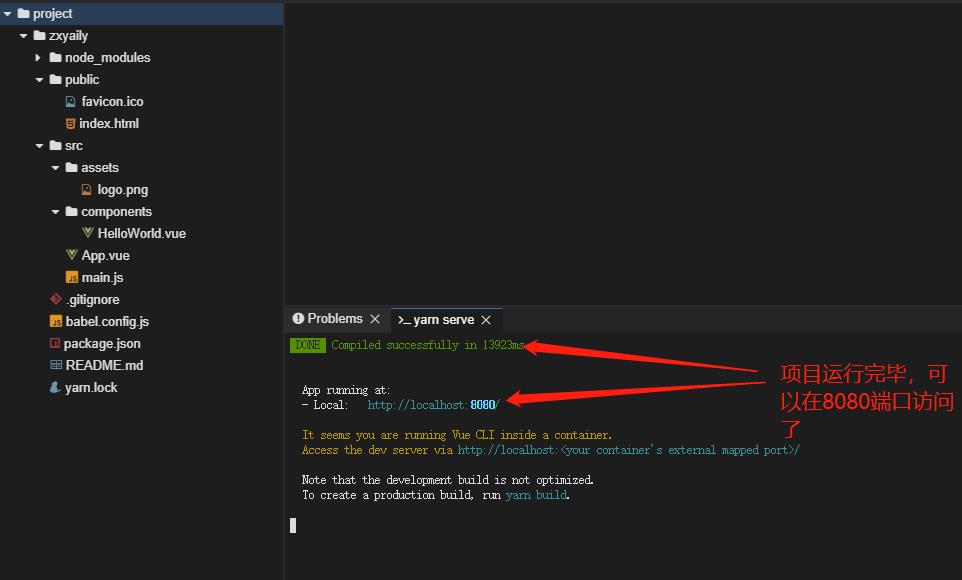 project
zxyaily
node_modules
public
favicon.ico
index.html
src
assets
logo.png
components
HelloWorld.vue
App.vue
main.js
.gitignore
babel.config.js
package.json
README.md
yarn.lock
Problems
>_ yarn serve
DONE Compiled successfully in 13923ms
App running at:
- Local: http://localhost:8080/
It seems you are running Vue CLI inside a container.
Access the dev server via http://localhost:<your container's external mapped port>/
Note that the development build is not optimized.
To create a production build, run yarn build.
项目运行完毕，可
以在8080端口访问
了